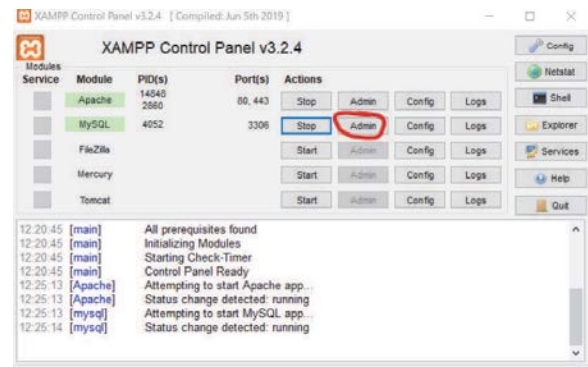 XAMPP Control Panel v3.2.4 [ Compiled: Jun 5th 2019 ]
XAMPP Control Panel v3.2.4
Config
Modules
Service Module PID(s) Port(s) Actions
Netstat
Apache 14848 2860 80, 443 Stop Admin Config Logs
Shell
MySQL 4052 3306 Stop Admin Config Logs
Explorer
FileZilla Start Admin Config Logs
Services
Mercury Start Admin Config Logs
Help
Tomcat Start Admin Config Logs
Quit
12:20:45 [main] All prerequisites found
12:20:45 [main] Initializing Modules
12:20:45 [main] Starting Check-Timer
12:20:45 [main] Control Panel Ready
12:25:13 [Apache] Attempting to start Apache app...
12:25:13 [Apache] Status change detected: running
12:25:13 [mysql] Attempting to start MySQL app...
12:25:14 [mysql] Status change detected: running